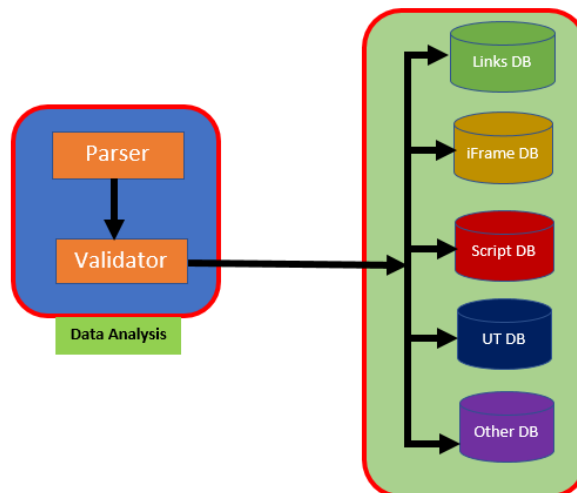 Parser
Validator
Data Analysis
Links DB
iFrame DB
Script DB
UT DB
Other DB